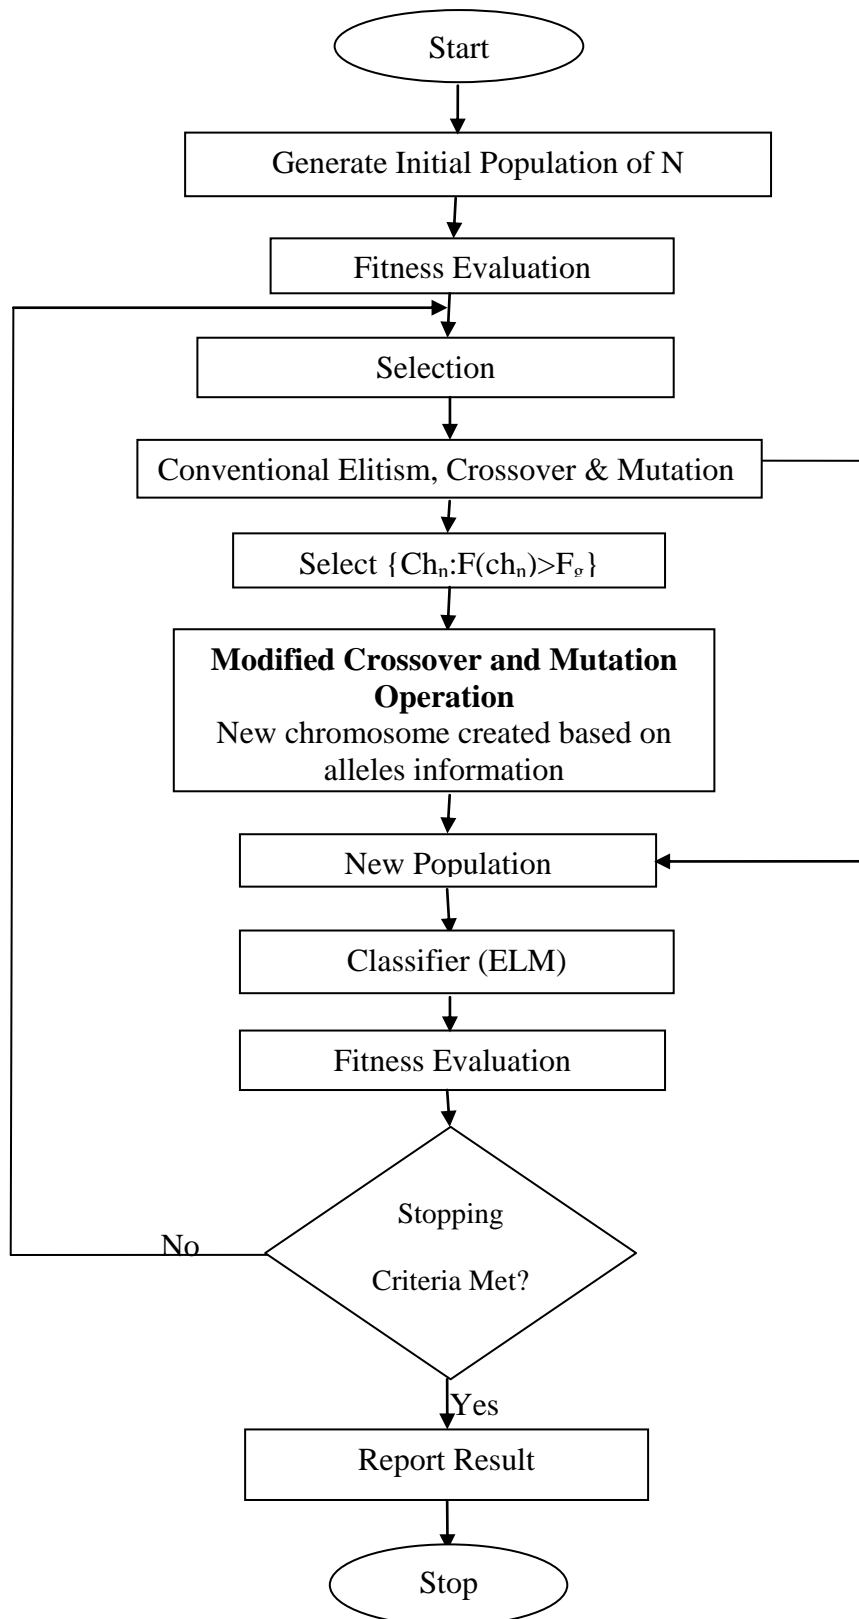 Start
Generate Initial Population of N
Fitness Evaluation
Selection
Conventional Elitism, Crossover & Mutation
Select {Chₙ:F(chₙ)>F_g}
Modified Crossover and Mutation
Operation
New chromosome created based on
alleles information
New Population
Classifier (ELM)
Fitness Evaluation
Stopping
No
Criteria Met?
Yes
Report Result
Stop